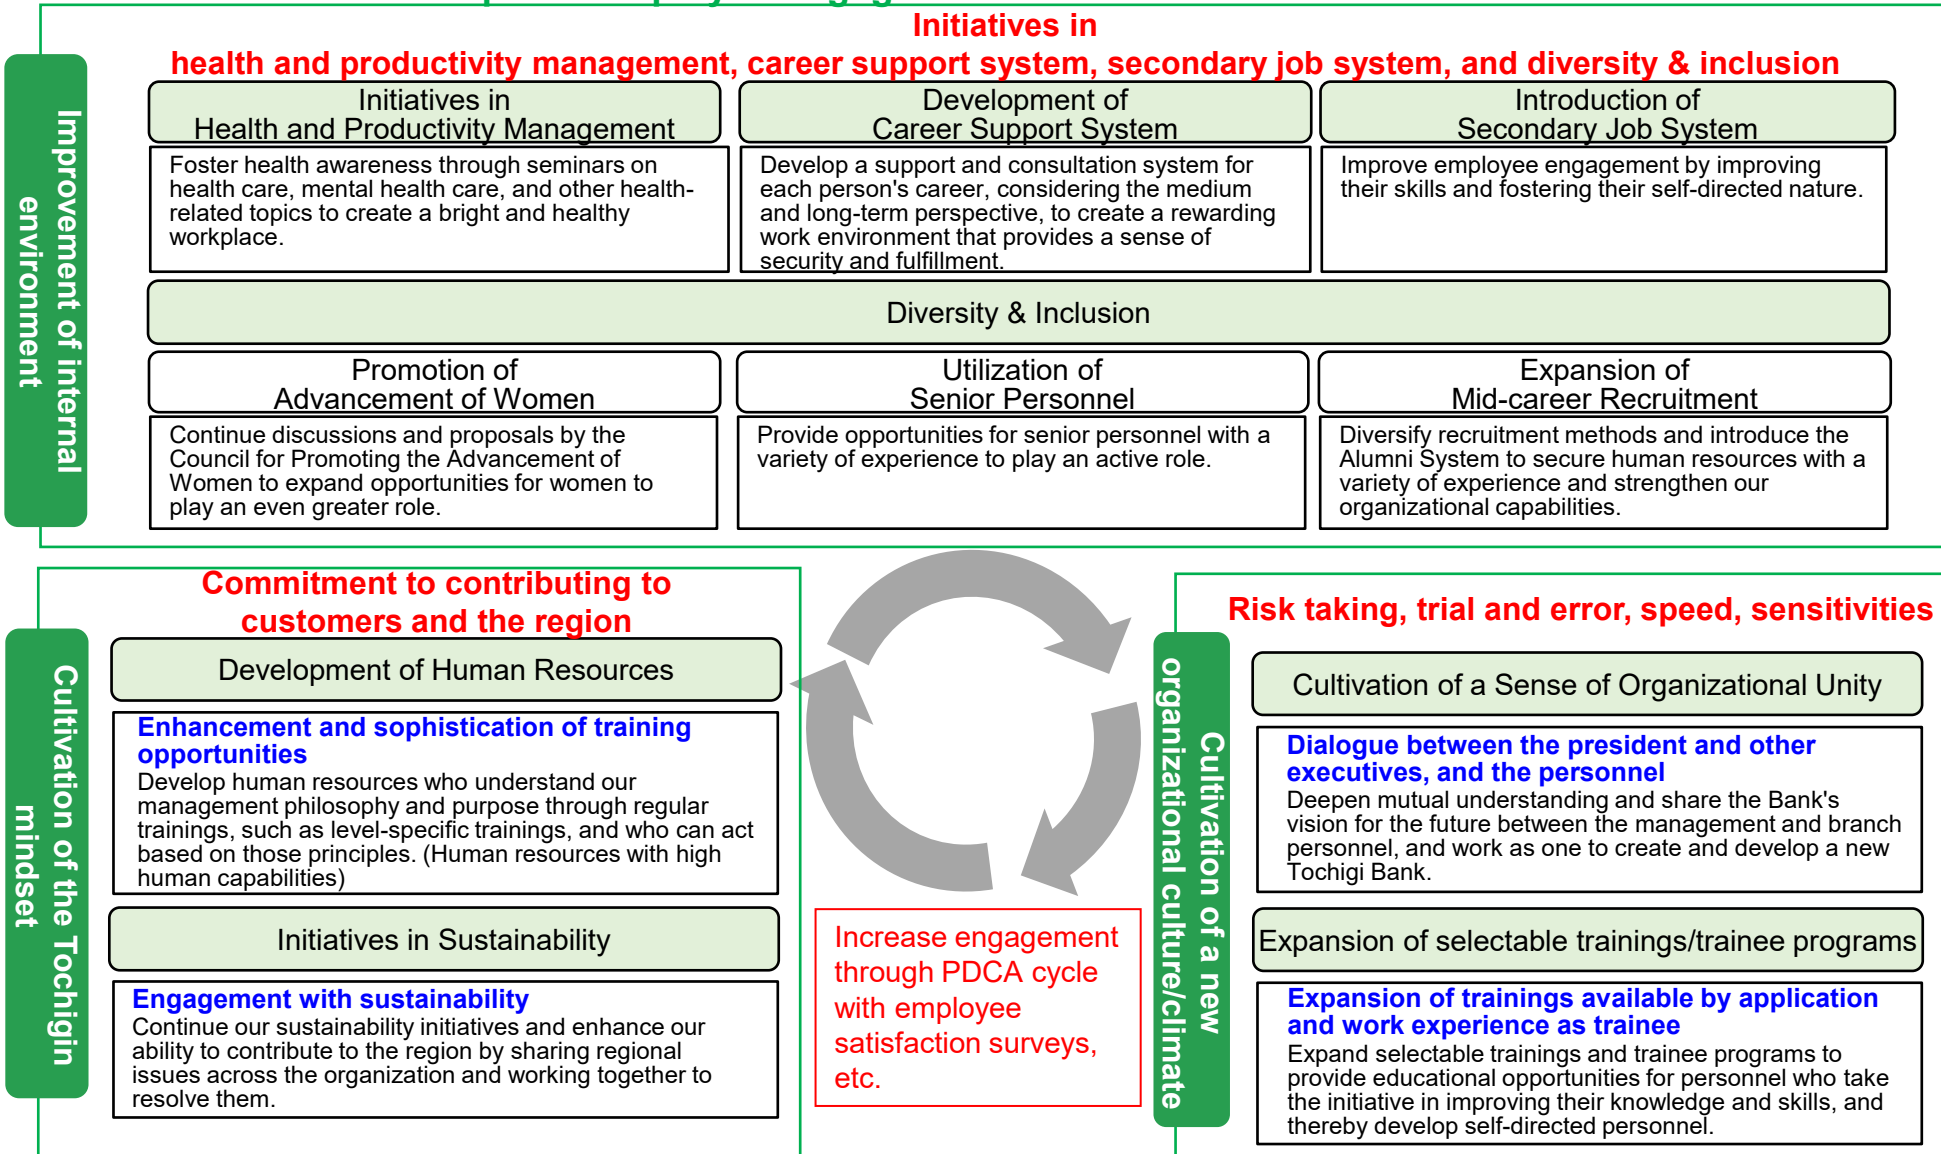 Initiatives in
health and productivity management, career support system, secondary job system, and diversity & inclusion
Improvement of internal
environment
Initiatives in
Health and Productivity Management
Foster health awareness through seminars on
health care, mental health care, and other health-
related topics to create a bright and healthy
workplace.
Development of
Career Support System
Develop a support and consultation system for
each person's career, considering the medium
and long-term perspective, to create a rewarding
work environment that provides a sense of
security and fulfillment.
Introduction of
Secondary Job System
Improve employee engagement by improving
their skills and fostering their self-directed nature.
Diversity & Inclusion
Promotion of
Advancement of Women
Continue discussions and proposals by the
Council for Promoting the Advancement of
Women to expand opportunities for women to
play an even greater role.
Utilization of
Senior Personnel
Provide opportunities for senior personnel with a
variety of experience to play an active role.
Expansion of
Mid-career Recruitment
Diversify recruitment methods and introduce the
Alumni System to secure human resources with a
variety of experience and strengthen our
organizational capabilities.
Commitment to contributing to
customers and the region
Cultivation of the Tochigin
mindset
Development of Human Resources
Enhancement and sophistication of training
opportunities
Develop human resources who understand our
management philosophy and purpose through regular
trainings, such as level-specific trainings, and who can act
based on those principles. (Human resources with high
human capabilities)
Initiatives in Sustainability
Engagement with sustainability
Continue our sustainability initiatives and enhance our
ability to contribute to the region by sharing regional
issues across the organization and working together to
resolve them.
Increase engagement
through PDCA cycle
with employee
satisfaction surveys,
etc.
Risk taking, trial and error, speed, sensitivities
Cultivation of a new
organizational culture/climate
Cultivation of a Sense of Organizational Unity
Dialogue between the president and other
executives, and the personnel
Deepen mutual understanding and share the Bank's
vision for the future between the management and branch
personnel, and work as one to create and develop a new
Tochigi Bank.
Expansion of selectable trainings/trainee programs
Expansion of trainings available by application
and work experience as trainee
Expand selectable trainings and trainee programs to
provide educational opportunities for personnel who take
the initiative in improving their knowledge and skills, and
thereby develop self-directed personnel.